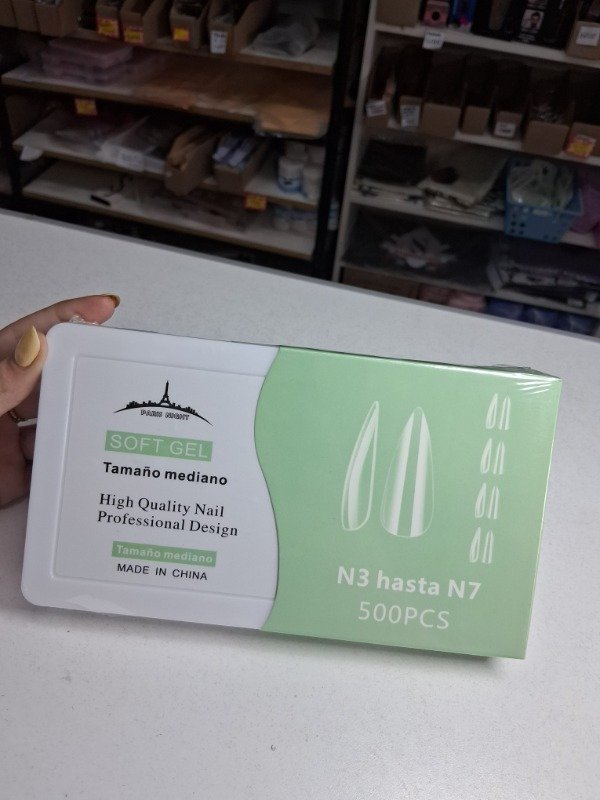 PARIS NIGHT
SOFT GEL
Tamaño mediano
High Quality Nail
Professional Design
Tamaño mediano
MADE IN CHINA
N3 hasta N7
500PCS